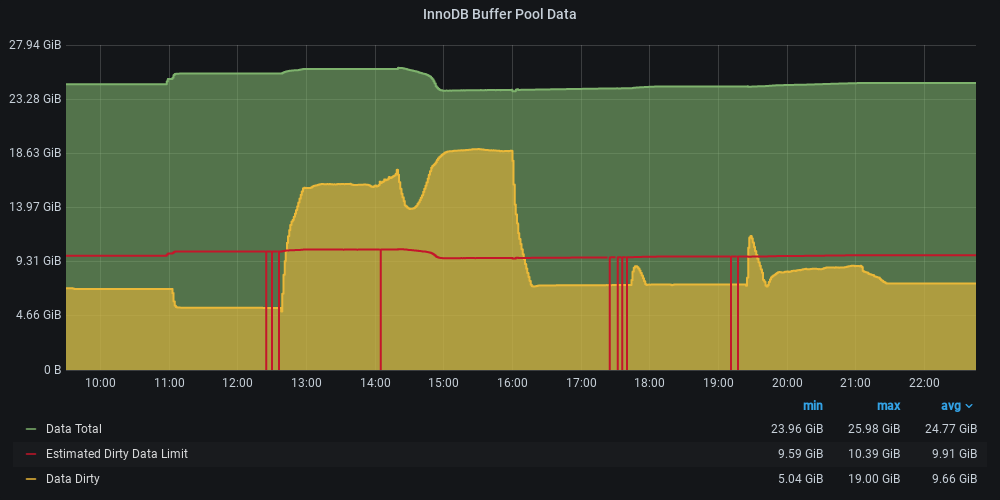 InnoDB Buffer Pool Data
27.94 GiB
23.28 GiB
18.63 GiB
13.97 GiB
9.31 GiB
4.66 GiB
0 B
10:00 11:00 12:00 13:00 14:00 15:00 16:00 17:00 18:00 19:00 20:00 21:00 22:00
min max avg
Data Total 23.96 GiB 25.98 GiB 24.77 GiB
Estimated Dirty Data Limit 9.59 GiB 10.39 GiB 9.91 GiB
Data Dirty 5.04 GiB 19.00 GiB 9.66 GiB